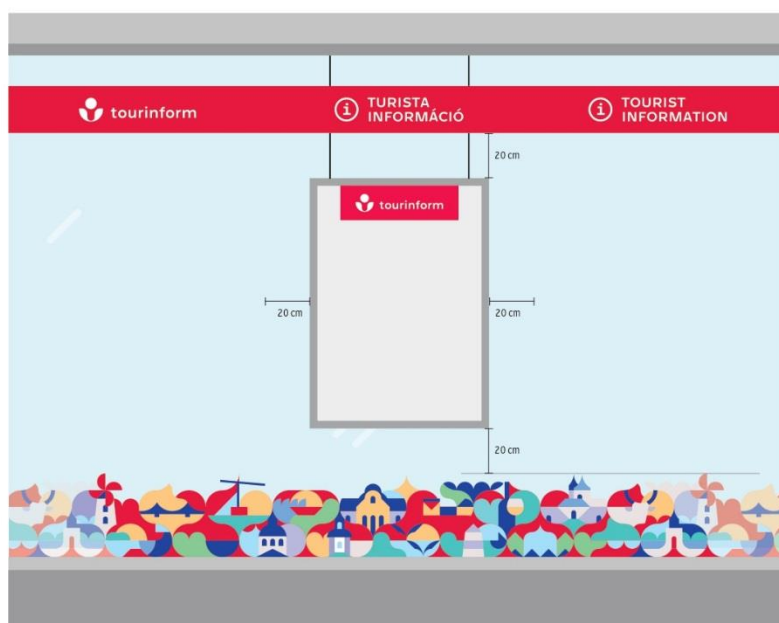 tourinform
TURISTA
INFORMÁCIÓ
TOURIST
INFORMATION
20 cm
tourinform
20 cm
20 cm
20 cm